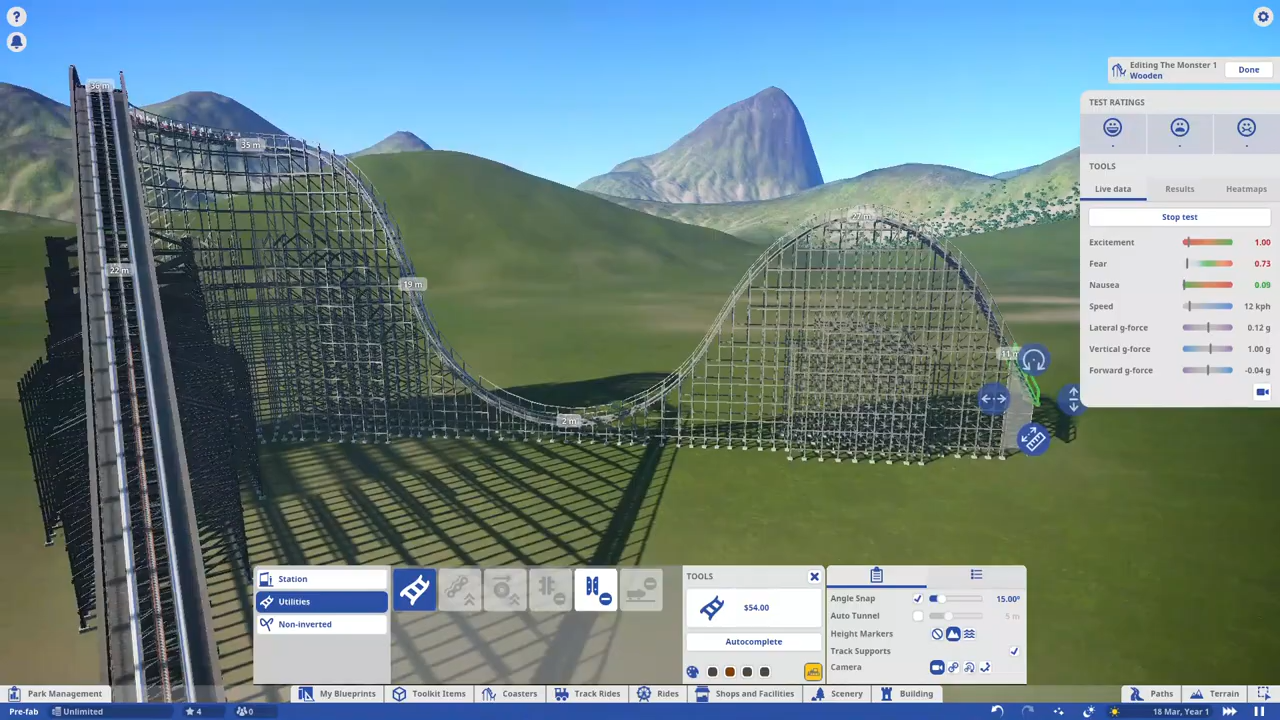 ?
Editing The Monster 1
Wooden
Done
TEST RATINGS
- - -
TOOLS
Live data Results Heatmaps
Stop test
Excitement 1.00
Fear 0.73
Nausea 0.09
Speed 12 kph
Lateral g-force 0.12 g
Vertical g-force 1.00 g
Forward g-force -0.04 g
36 m
35 m
22 m
19 m
2 m
Station
Utilities
Non-inverted
TOOLS
$54.00
Autocomplete
Angle Snap 15.00°
Auto Tunnel 5 m
Height Markers
Track Supports
Camera
Park Management My Blueprints Toolkit Items Coasters Track Rides Rides Shops and Facilities Scenery Building Paths Terrain
Pre-fab Unlimited 4 0 18 Mar, Year 1